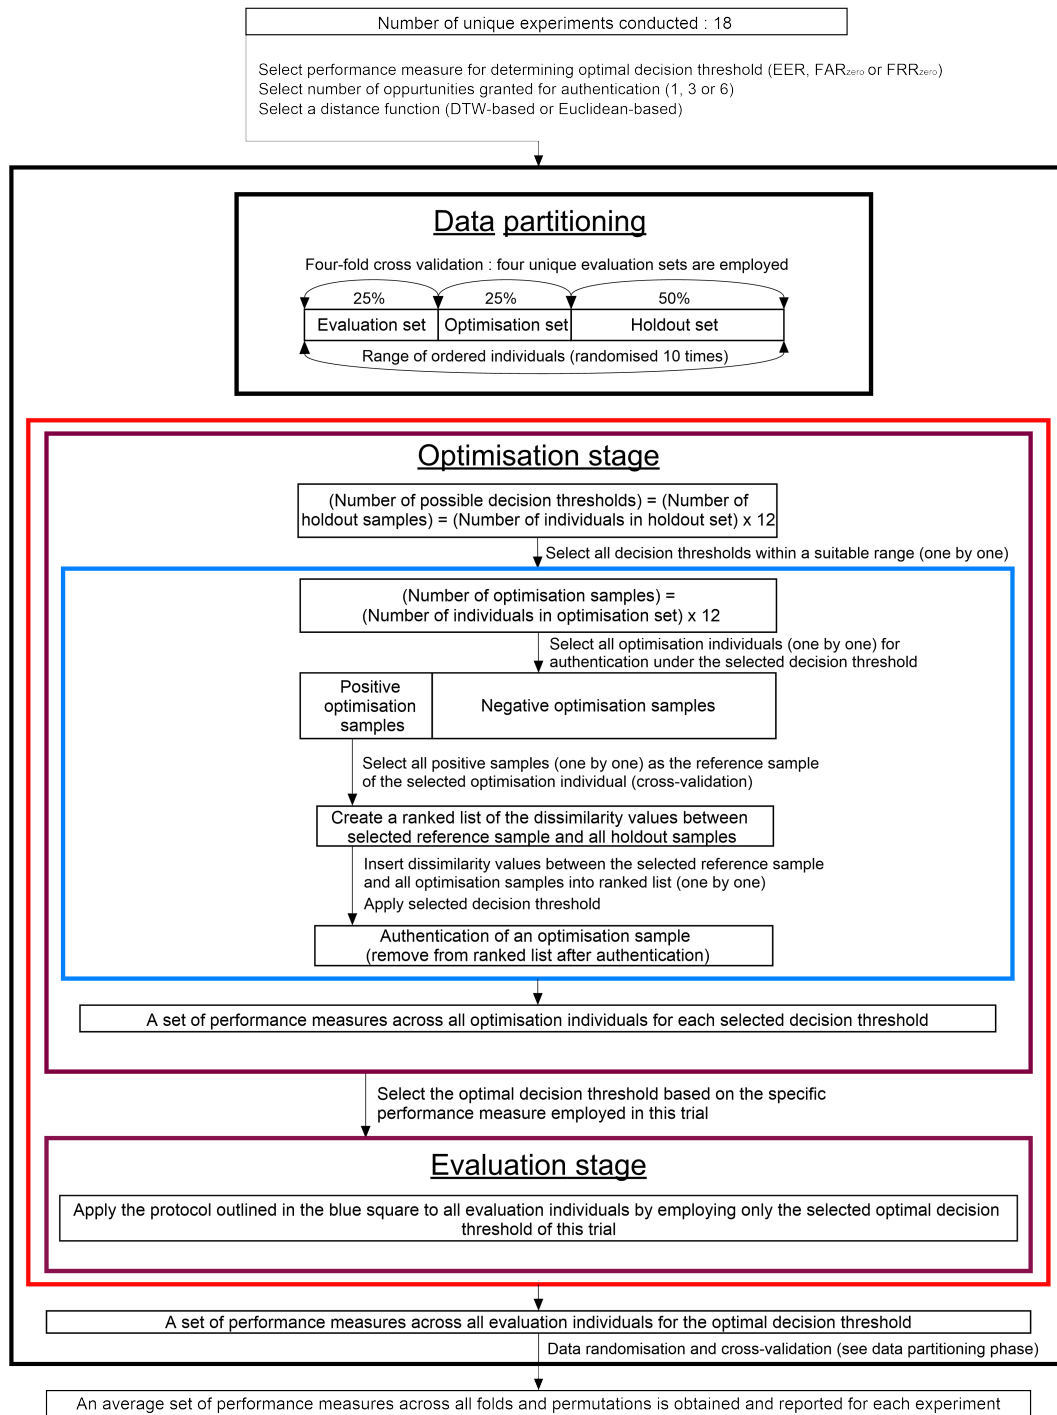 Number of unique experiments conducted : 18
Select performance measure for determining optimal decision threshold (EER, FARzero or FRRzero)
Select number of oppurtunities granted for authentication (1, 3 or 6)
Select a distance function (DTW-based or Euclidean-based)
Data partitioning
Four-fold cross validation : four unique evaluation sets are employed
25% 25% 50%
Evaluation set Optimisation set Holdout set
Range of ordered individuals (randomised 10 times)
Optimisation stage
(Number of possible decision thresholds) = (Number of
holdout samples) = (Number of individuals in holdout set) x 12
Select all decision thresholds within a suitable range (one by one)
(Number of optimisation samples) =
(Number of individuals in optimisation set) x 12
Select all optimisation individuals (one by one) for
authentication under the selected decision threshold
Positive
optimisation
samples
Negative optimisation samples
Select all positive samples (one by one) as the reference sample
of the selected optimisation individual (cross-validation)
Create a ranked list of the dissimilarity values between
selected reference sample and all holdout samples
Insert dissimilarity values between the selected reference sample
and all optimisation samples into ranked list (one by one)
Apply selected decision threshold
Authentication of an optimisation sample
(remove from ranked list after authentication)
A set of performance measures across all optimisation individuals for each selected decision threshold
Select the optimal decision threshold based on the specific
performance measure employed in this trial
Evaluation stage
Apply the protocol outlined in the blue square to all evaluation individuals by employing only the selected optimal decision
threshold of this trial
A set of performance measures across all evaluation individuals for the optimal decision threshold
Data randomisation and cross-validation (see data partitioning phase)
An average set of performance measures across all folds and permutations is obtained and reported for each experiment